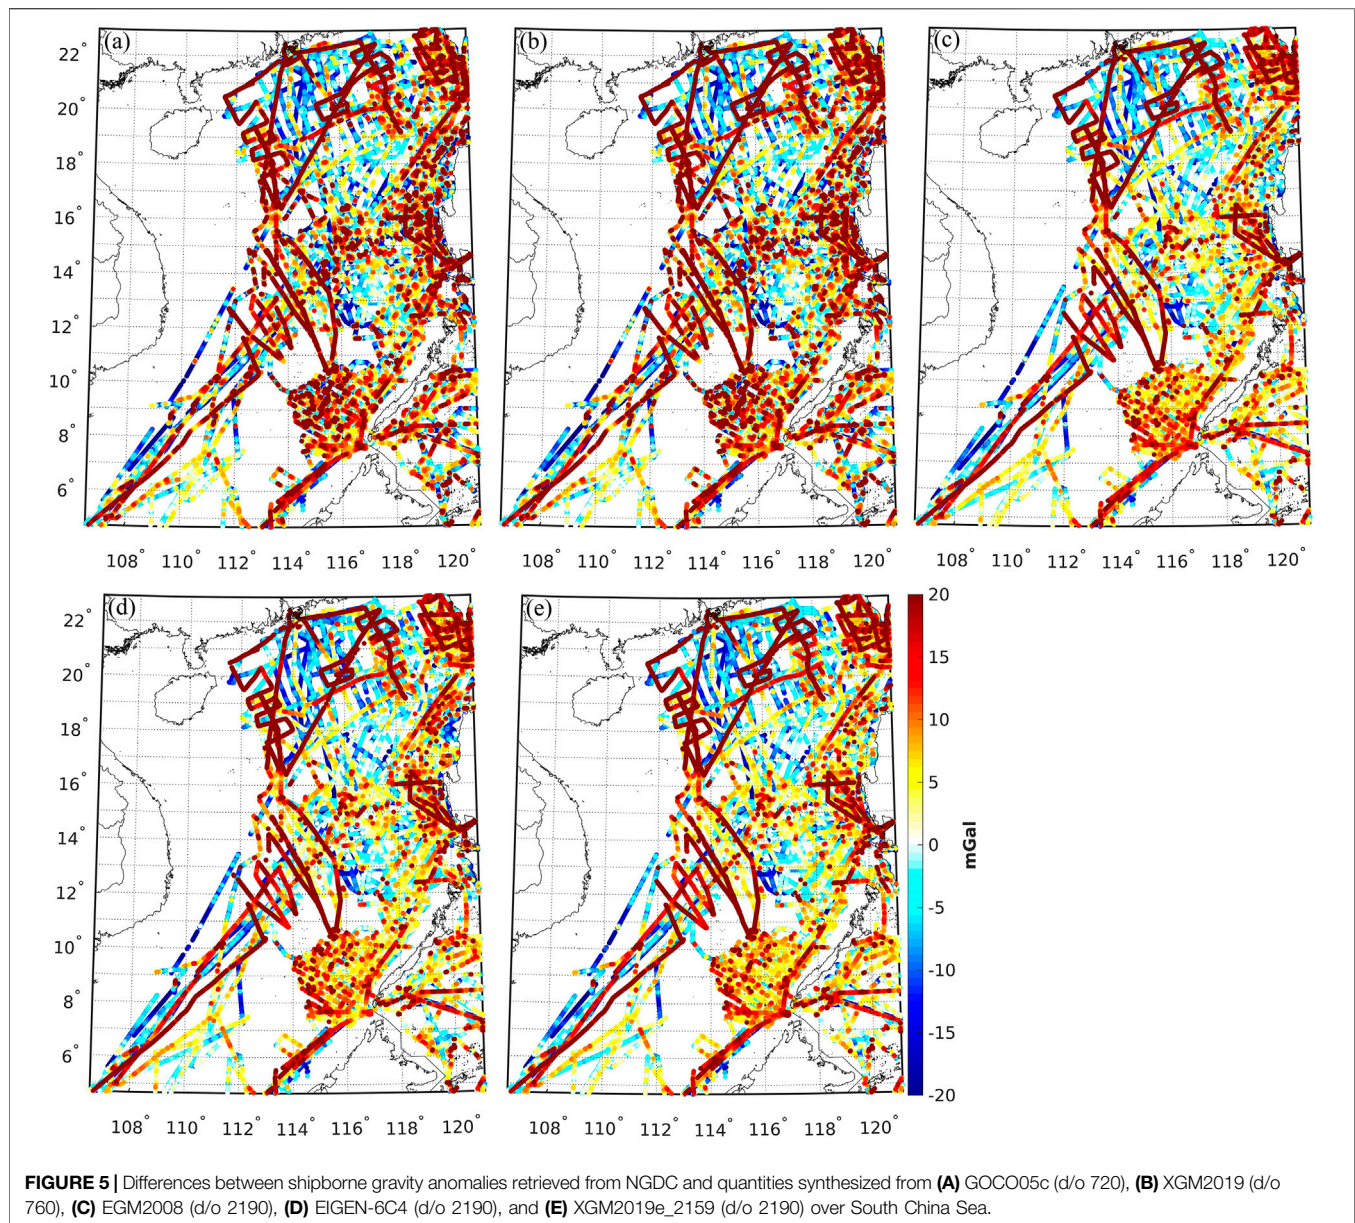 (a)
(b)
(c)
22°
20°
18°
16°
14°
12°
10°
8°
6°
108° 110° 112° 114° 116° 118° 120°
108° 110° 112° 114° 116° 118° 120°
108° 110° 112° 114° 116° 118° 120°
(d)
(e)
22°
20°
18°
16°
14°
12°
10°
8°
6°
108° 110° 112° 114° 116° 118° 120°
108° 110° 112° 114° 116° 118° 120°
20
15
10
5
0
-5
-10
-15
-20
mGal
FIGURE 5 | Differences between shipborne gravity anomalies retrieved from NGDC and quantities synthesized from (A) GOCO05c (d/o 720), (B) XGM2019 (d/o
760), (C) EGM2008 (d/o 2190), (D) EIGEN-6C4 (d/o 2190), and (E) XGM2019e_2159 (d/o 2190) over South China Sea.